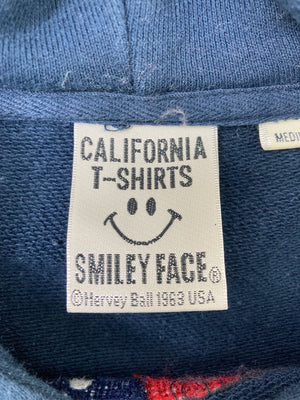 CALIFORNIA
T-SHIRTS
SMILEY FACE®
©Hervey Ball 1963 USA